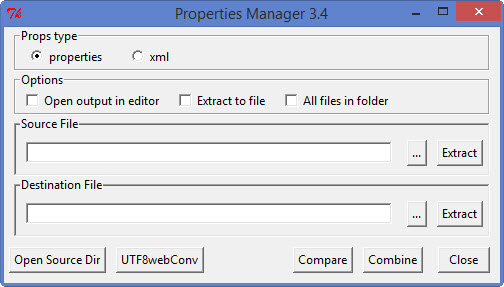 Properties Manager 3.4
Props type
properties xml
Options
Open output in editor Extract to file All files in folder
Source File
... Extract
Destination File
... Extract
Open Source Dir UTF8webConv Compare Combine Close